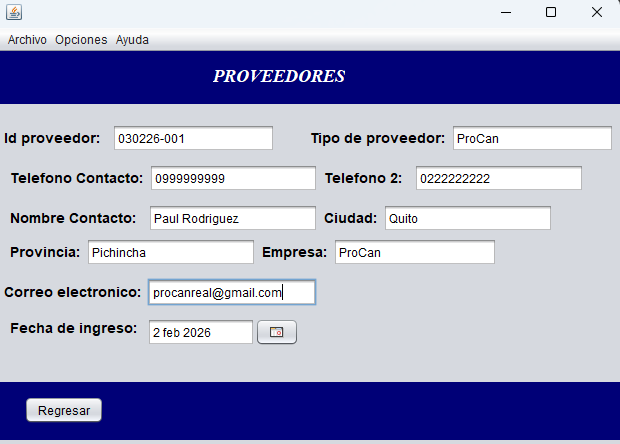 Archivo Opciones Ayuda
PROVEEDORES
Id proveedor: 030226-001 Tipo de proveedor: ProCan
Telefono Contacto: 0999999999 Telefono 2: 0222222222
Nombre Contacto: Paul Rodriguez Ciudad: Quito
Provincia: Pichincha Empresa: ProCan
Correo electronico: procanreal@gmail.com
Fecha de ingreso: 2 feb 2026
Regresar